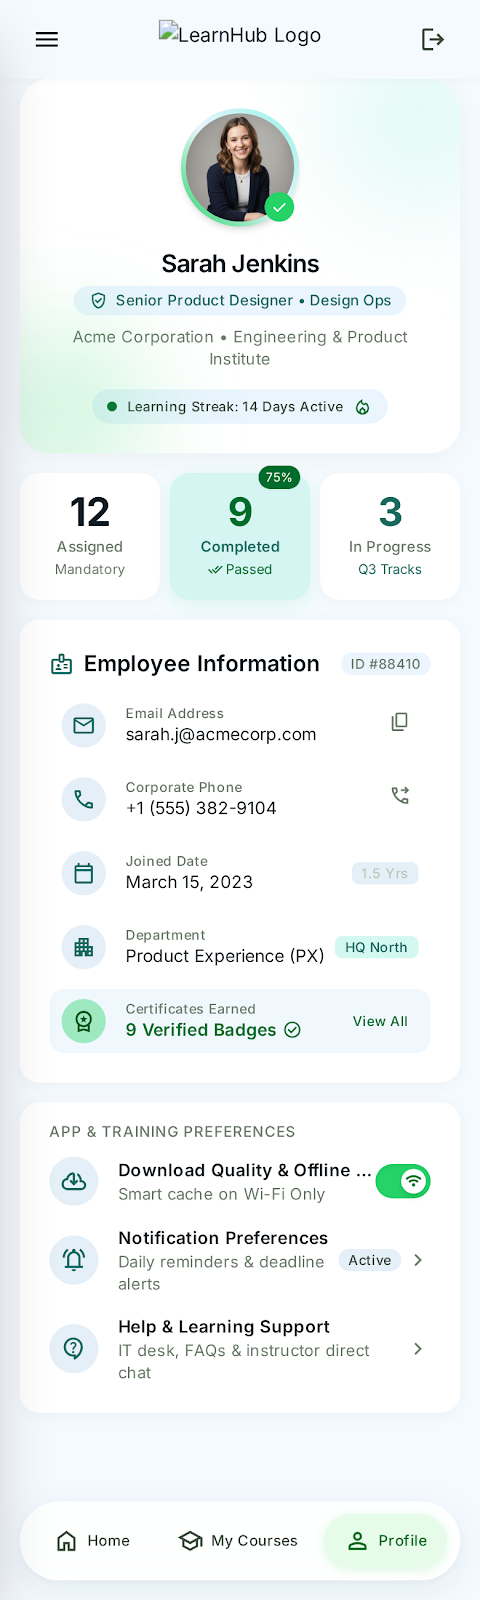 LearnHub Logo
Sarah Jenkins
Senior Product Designer • Design Ops
Acme Corporation • Engineering & Product
Institute
Learning Streak: 14 Days Active
75%
12
9
3
Assigned
Completed
In Progress
Mandatory
Passed
Q3 Tracks
Employee Information
ID #88410
Email Address
sarah.j@acmecorp.com
Corporate Phone
+1 (555) 382-9104
Joined Date
March 15, 2023
1.5 Yrs
Department
Product Experience (PX)
HQ North
Certificates Earned
9 Verified Badges
View All
APP & TRAINING PREFERENCES
Download Quality & Offline ...
Smart cache on Wi-Fi Only
Notification Preferences
Daily reminders & deadline
alerts
Active
Help & Learning Support
IT desk, FAQs & instructor direct
chat
Home
My Courses
Profile